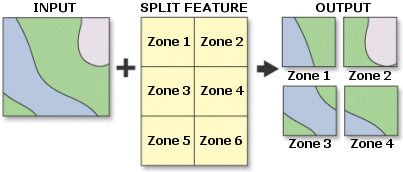 INPUT
SPLIT FEATURE
OUTPUT
Zone 1
Zone 2
Zone 3
Zone 4
Zone 5
Zone 6
Zone 1
Zone 2
Zone 3
Zone 4